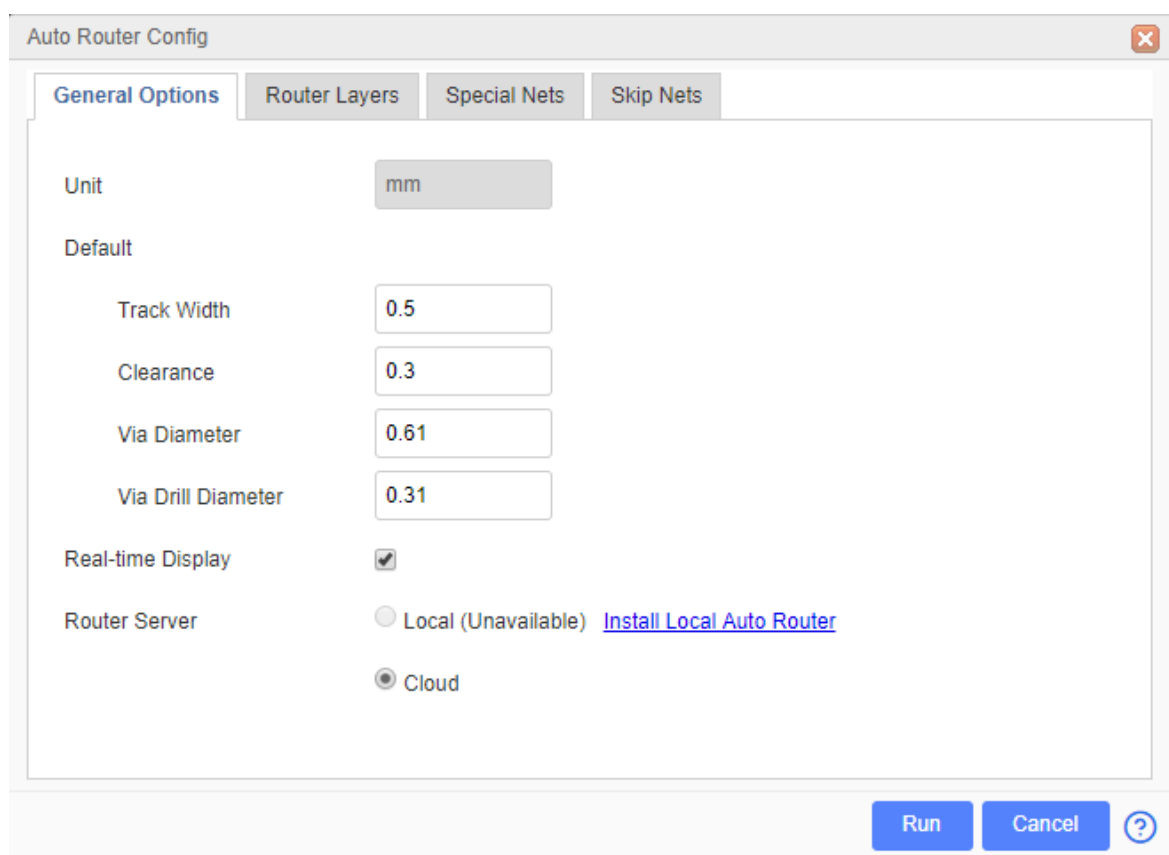 Auto Router Config
General Options Router Layers Special Nets Skip Nets
Unit mm
Default
Track Width 0.5
Clearance 0.3
Via Diameter 0.61
Via Drill Diameter 0.31
Real-time Display
Router Server Local (Unavailable) Install Local Auto Router
Cloud
Run Cancel ?